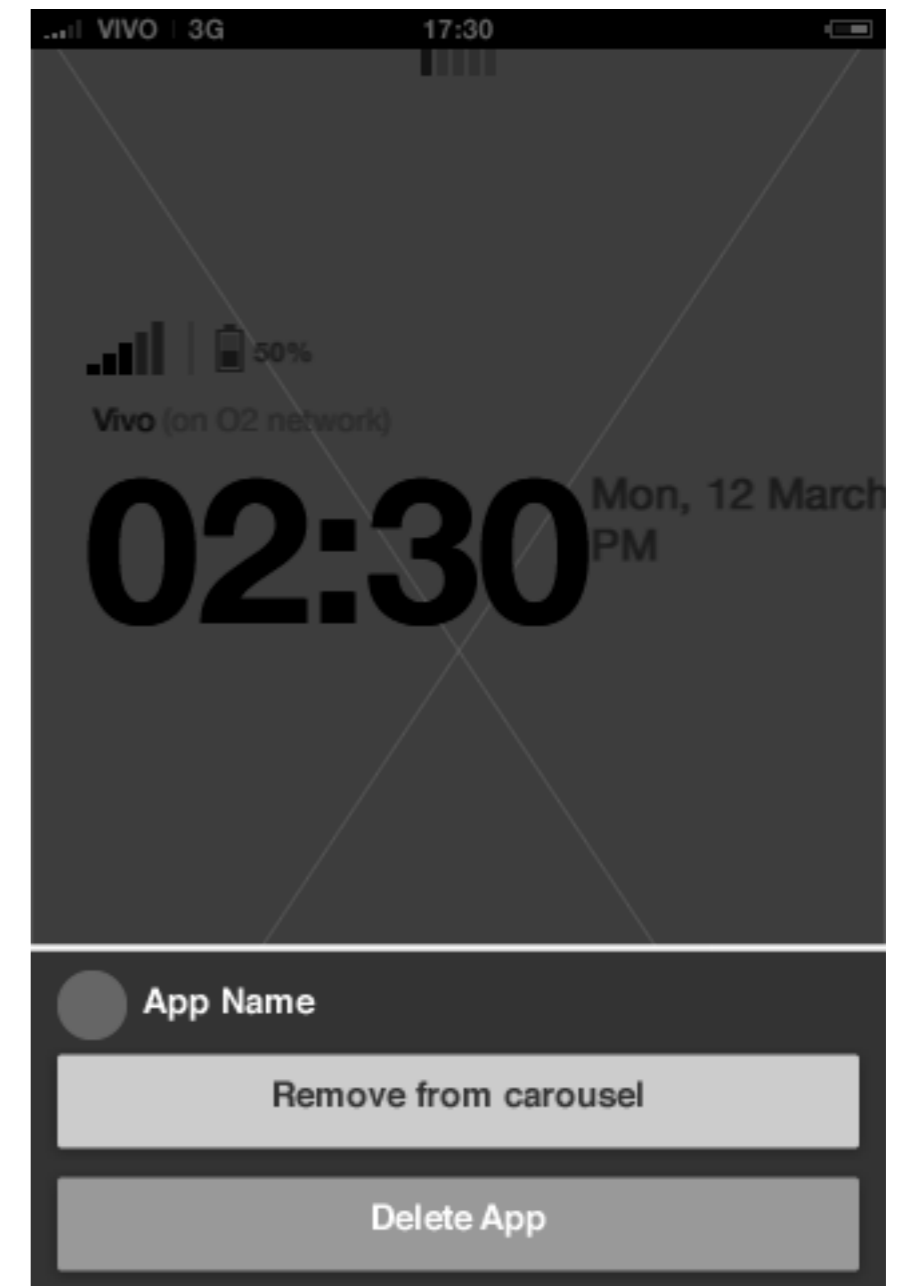 VIVO 3G 17:30
50%
Vivo (on O2 network)
02:30 Mon, 12 March
PM
App Name
Remove from carousel
Delete App